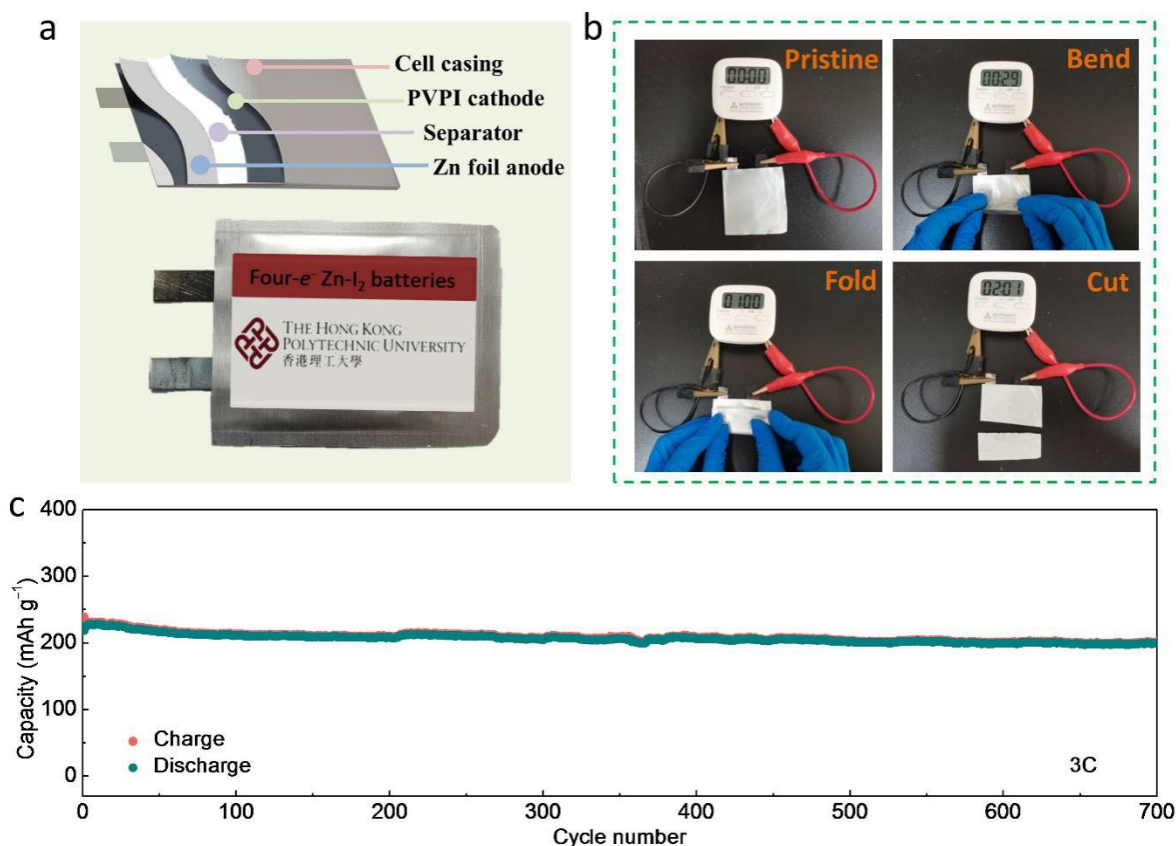 a
Cell casing
PVPI cathode
Separator
Zn foil anode
Four-e⁻ Zn-I₂ batteries
THE HONG KONG
POLYTECHNIC UNIVERSITY
香港理工大學
b
Pristine
00:00
Bend
00:29
Fold
01:00
Cut
02:01
c
Capacity (mAh g⁻¹)
400
300
200
100
0
Charge
Discharge
3C
0 100 200 300 400 500 600 700
Cycle number